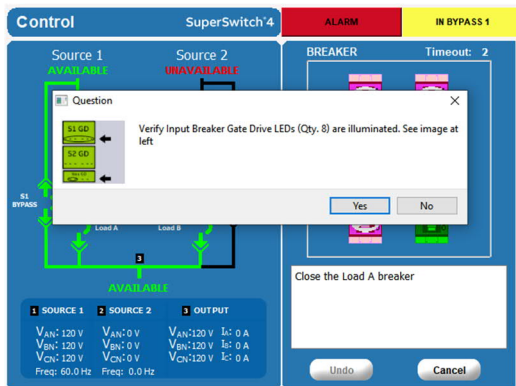 Control
SuperSwitch®4
ALARM
IN BYPASS 1
Source 1
AVAILABLE
Source 2
UNAVAILABLE
BREAKER
Timeout: 2
Question
S1 GD
S2 GD
Verify Input Breaker Gate Drive LEDs (Qty. 8) are illuminated. See image at
left
Yes
No
S1
BYPASS
Load A
Load B
3
AVAILABLE
Close the Load A breaker
1 SOURCE 1
2 SOURCE 2
3 OUTPUT
VAN: 120 V
VAN: 0 V
VAN:120 V IA: 0 A
VBN: 120 V
VBN: 0 V
VBN:120 V IB: 0 A
VCN: 120 V
VCN: 0 V
VCN:120 V IC: 0 A
Freq: 60.0 Hz
Freq: 0.0 Hz
Undo
Cancel